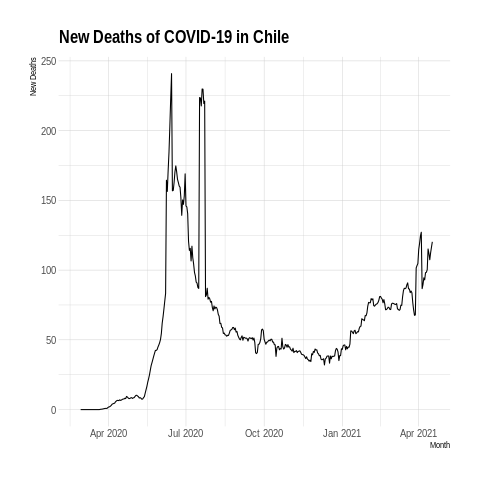 New Deaths of COVID-19 in Chile
New Deaths
250
200
150
100
50
0
Apr 2020
Jul 2020
Oct 2020
Jan 2021
Apr 2021
Month